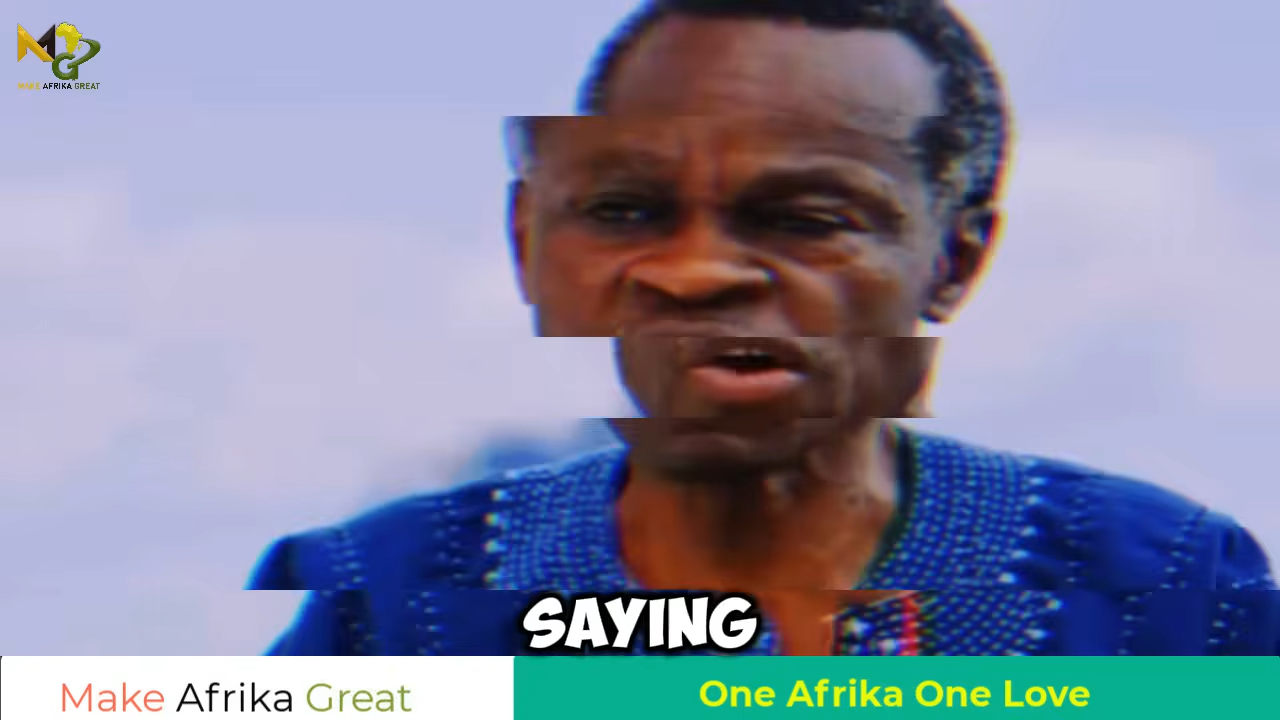 MAKE AFRIKA GREAT
SAYING
Make Afrika Great
One Afrika One Love